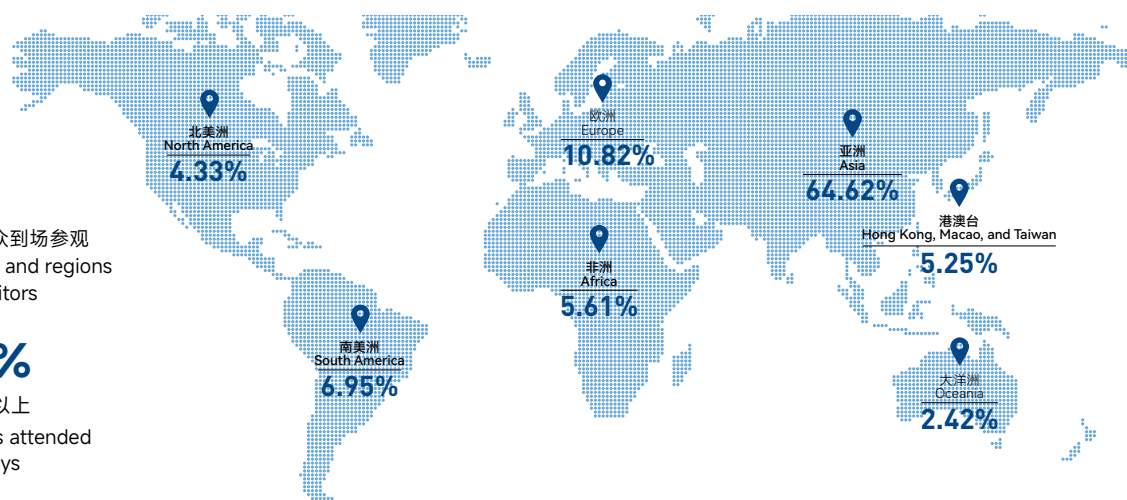 北美洲
North America
4.33%
欧洲
Europe
10.82%
亚洲
Asia
64.62%
港澳台
Hong Kong, Macao, and Taiwan
5.25%
非洲
Africa
5.61%
南美洲
South America
6.95%
大洋洲
Oceania
2.42%
众到场参观
and regions
itors
%
以上
s attended
ys